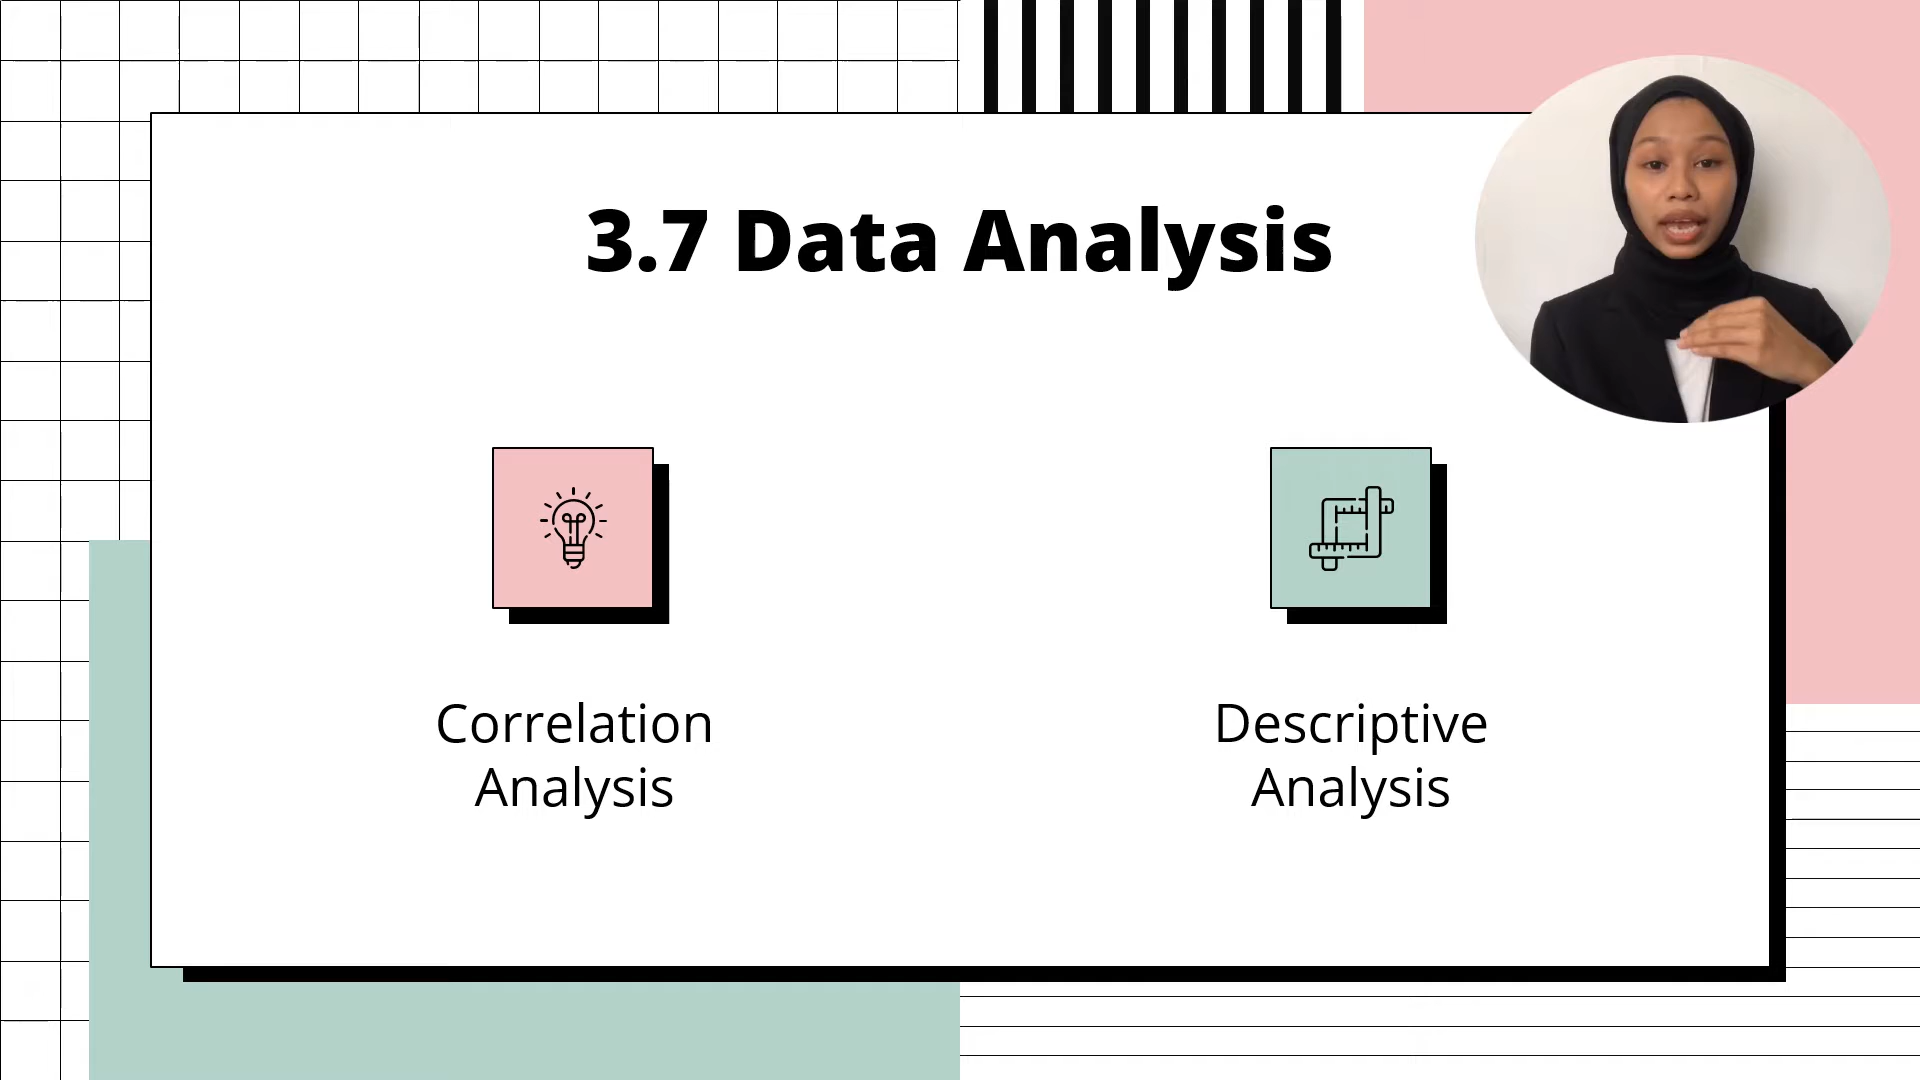 3.7 Data Analysis
Correlation
Analysis
Descriptive
Analysis